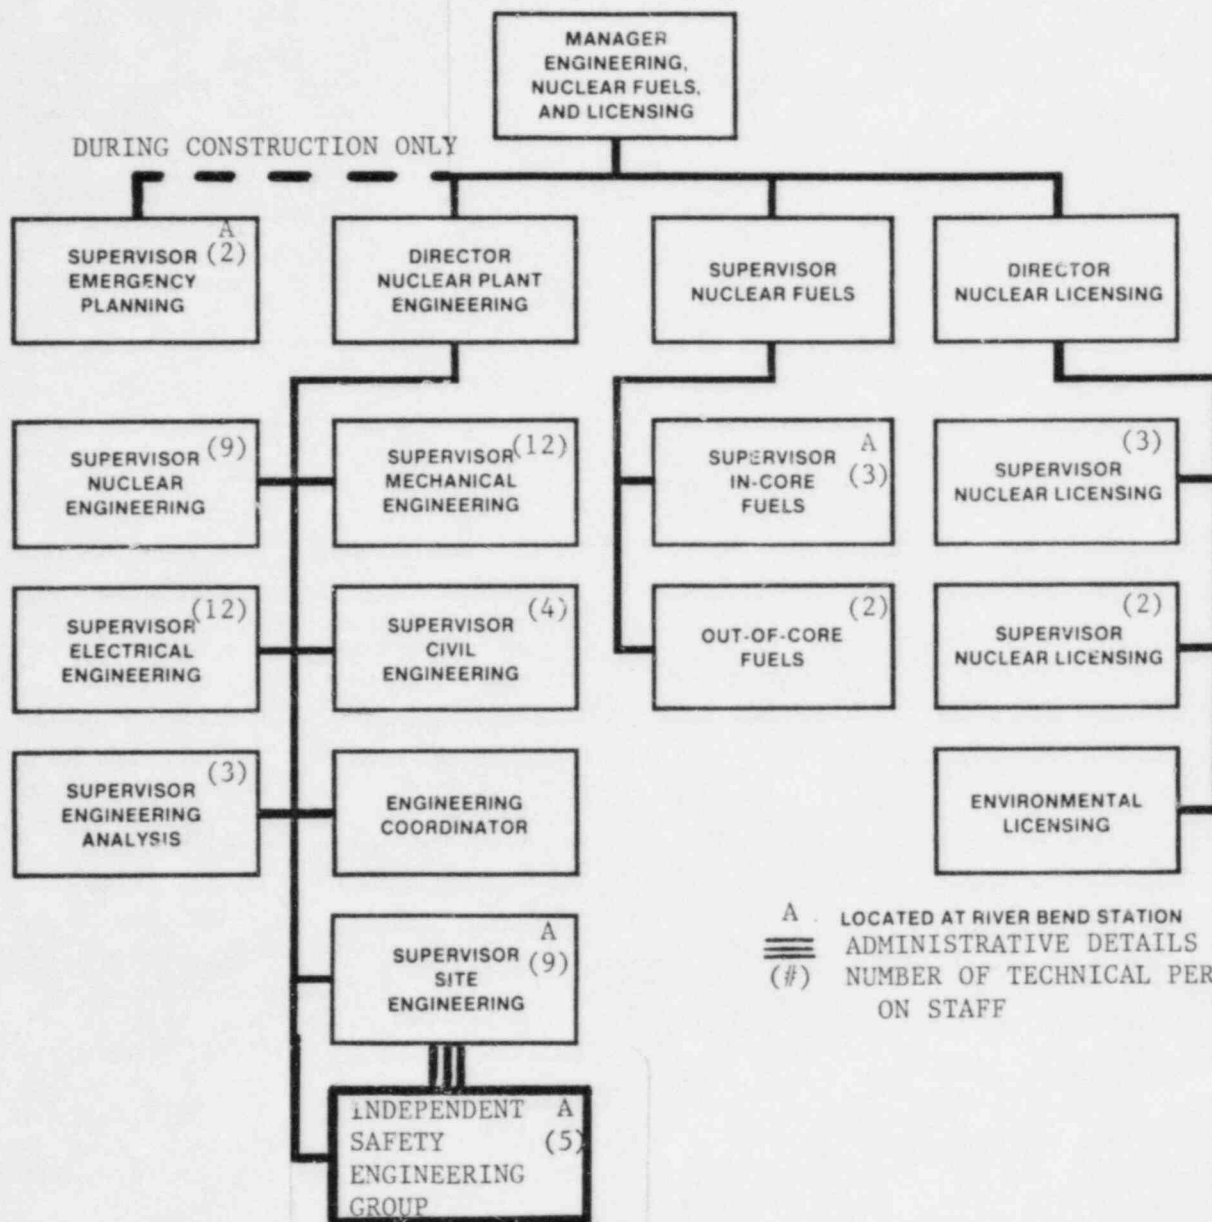 MANAGER
ENGINEERING,
NUCLEAR FUELS,
AND LICENSING
DURING CONSTRUCTION ONLY
A
SUPERVISOR (2)
EMERGENCY
PLANNING
DIRECTOR
NUCLEAR PLANT
ENGINEERING
SUPERVISOR
NUCLEAR FUELS
DIRECTOR
NUCLEAR LICENSING
(9)
SUPERVISOR
NUCLEAR
ENGINEERING
(12)
SUPERVISOR
MECHANICAL
ENGINEERING
A
SUPERVISOR
(3)
IN-CORE
FUELS
(3)
SUPERVISOR
NUCLEAR LICENSING
(12)
SUPERVISOR
ELECTRICAL
ENGINEERING
(4)
SUPERVISOR
CIVIL
ENGINEERING
(2)
OUT-OF-CORE
FUELS
(2)
SUPERVISOR
NUCLEAR LICENSING
(3)
SUPERVISOR
ENGINEERING
ANALYSIS
ENGINEERING
COORDINATOR
ENVIRONMENTAL
LICENSING
A
SUPERVISOR (9)
SITE
ENGINEERING
INDEPENDENT A
SAFETY (5)
ENGINEERING
GROUP
A LOCATED AT RIVER BEND STATION
ADMINISTRATIVE DETAILS
(#) NUMBER OF TECHNICAL PER
ON STAFF